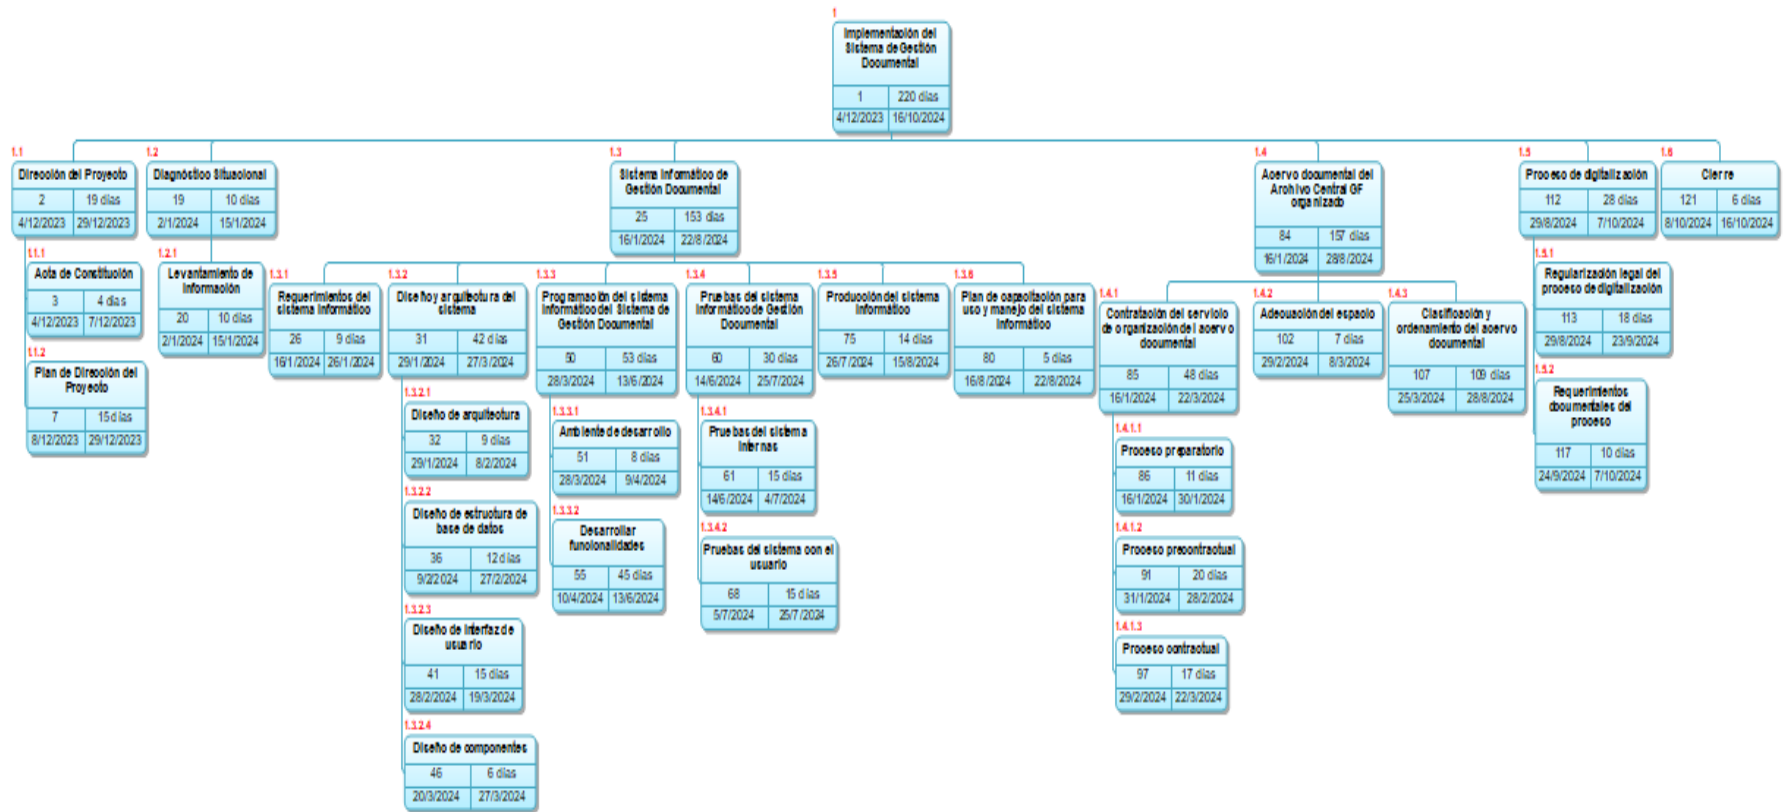 1
Implementación del
Sistema de Gestión
Documental
1 220 días
4/12/2023 16/10/2024
1.1
Dirección del Proyecto
2 19 días
4/12/2023 29/12/2023
1.1.1
Acta de Constitución
3 4 días
4/12/2023 7/12/2023
1.1.2
Plan de Dirección del
Proyecto
7 15 días
8/12/2023 29/12/2023
1.2
Diagnóstico Situacional
19 10 días
2/1/2024 15/1/2024
1.2.1
Levantamiento de
Información
20 10 días
2/1/2024 15/1/2024
1.3
Sistema Informático de
Gestión Documental
25 153 días
16/1/2024 22/8/2024
1.3.1
Requerimientos del
sistema informático
26 9 días
16/1/2024 26/1/2024
1.3.2
Diseño y arquitectura del
sistema
31 42 días
29/1/2024 27/3/2024
1.3.2.1
Diseño de arquitectura
32 9 días
29/1/2024 8/2/2024
1.3.2.2
Diseño de estructura de
base de datos
36 12 días
9/2/2024 27/2/2024
1.3.2.3
Diseño de interfaz de
usuario
41 15 días
28/2/2024 19/3/2024
1.3.2.4
Diseño de componentes
46 6 días
20/3/2024 27/3/2024
1.3.3
Programación del sistema
informático del Sistema de
Gestión Documental
50 53 días
28/3/2024 13/6/2024
1.3.3.1
Ambiente de desarrollo
51 8 días
28/3/2024 9/4/2024
1.3.3.2
Desarrollar
funcionalidades
55 45 días
10/4/2024 13/6/2024
1.3.4
Pruebas del sistema
informático de Gestión
Documental
60 30 días
14/6/2024 25/7/2024
1.3.4.1
Pruebas del sistema
internas
61 15 días
14/6/2024 4/7/2024
1.3.4.2
Pruebas del sistema con el
usuario
68 15 días
5/7/2024 25/7/2024
1.3.5
Producción del sistema
informático
75 14 días
26/7/2024 15/8/2024
1.3.6
Plan de capacitación para
uso y manejo del sistema
informático
80 5 días
16/8/2024 22/8/2024
1.4
Acervo documental del
Archivo Central GF
organizado
84 157 días
16/1/2024 28/8/2024
1.4.1
Contratación del servicio
de organización del acervo
documental
85 48 días
16/1/2024 22/3/2024
1.4.1.1
Proceso preparatorio
86 11 días
16/1/2024 30/1/2024
1.4.1.2
Proceso precontractual
91 20 días
31/1/2024 28/2/2024
1.4.1.3
Proceso contractual
97 17 días
29/2/2024 22/3/2024
1.4.2
Adecuación del espacio
102 7 días
29/2/2024 8/3/2024
1.4.3
Clasificación y
ordenamiento del acervo
documental
107 109 días
25/3/2024 28/8/2024
1.5
Proceso de digitalización
112 28 días
29/8/2024 7/10/2024
1.5.1
Regularización legal del
proceso de digitalización
113 18 días
29/8/2024 23/9/2024
1.5.2
Requerimientos
documentales del
proceso
117 10 días
24/9/2024 7/10/2024
1.6
Cierre
121 6 días
8/10/2024 16/10/2024